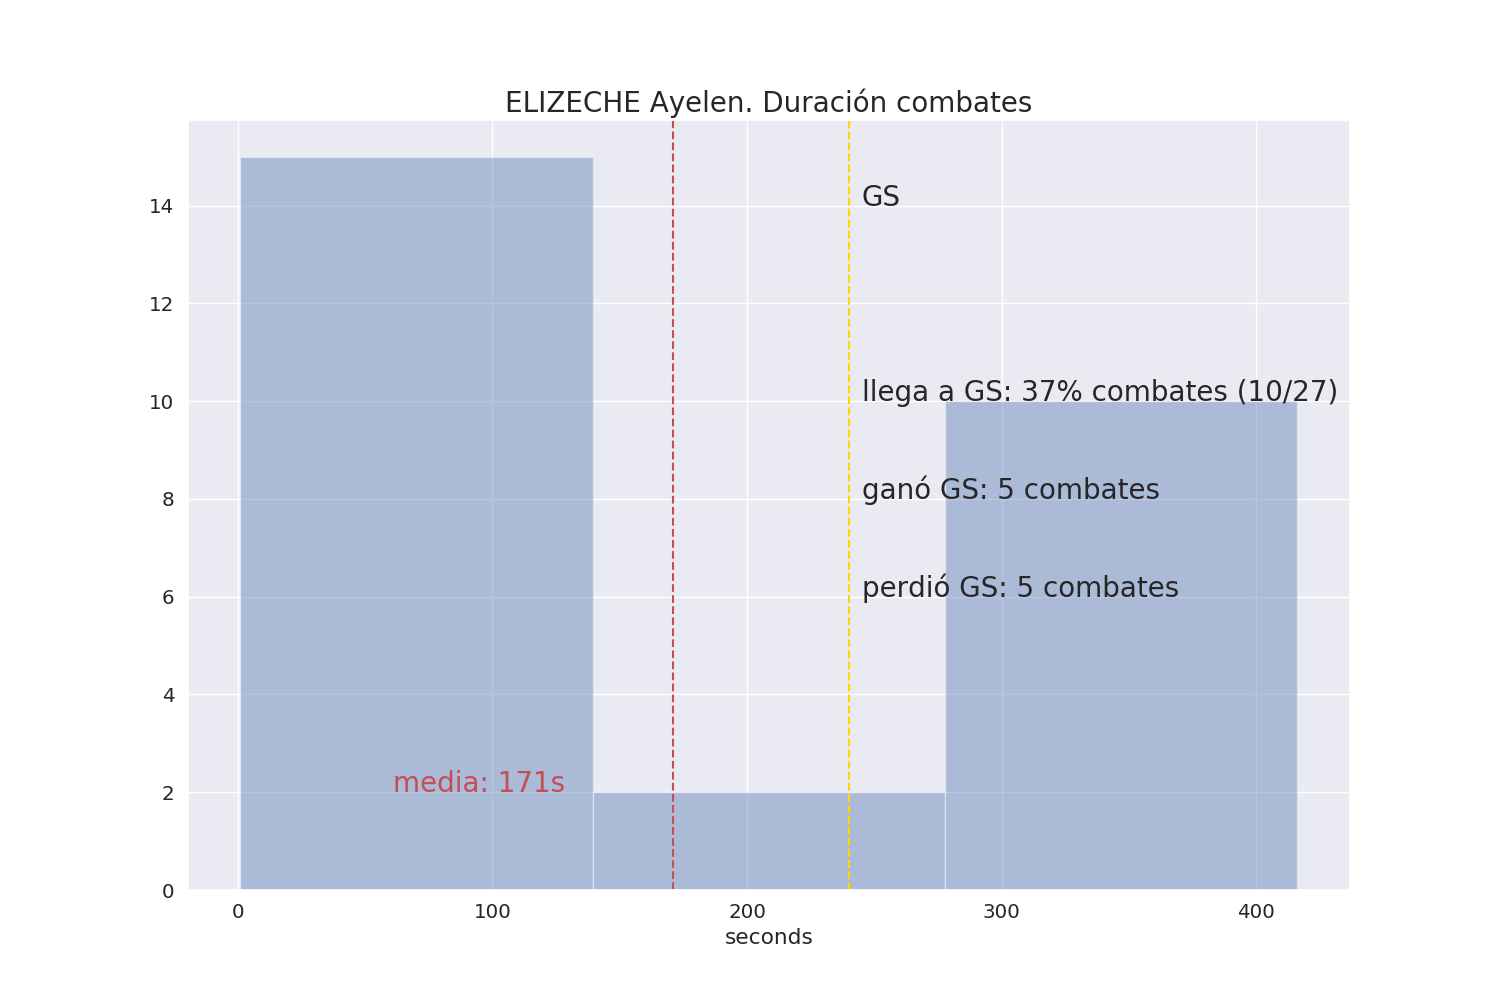 ELIZECHE Ayelen. Duración combates
GS
llega a GS: 37% combates (10/27)
ganó GS: 5 combates
perdió GS: 5 combates
media: 171s
14
12
10
8
6
4
2
0
0 100 200 300 400
seconds